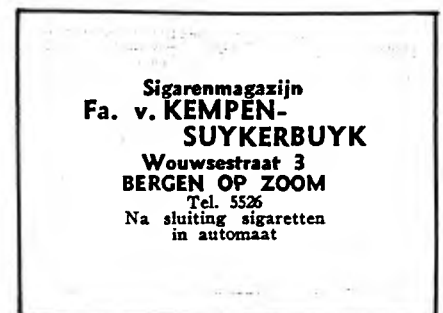 Sigarenmagazijn
Fa. v. KEMPEN-
SUYKERBUYK
Wouwsestraat 3
BERGEN OP ZOOM
Tel. 5526
Na sluiting sigaretten
in automaat